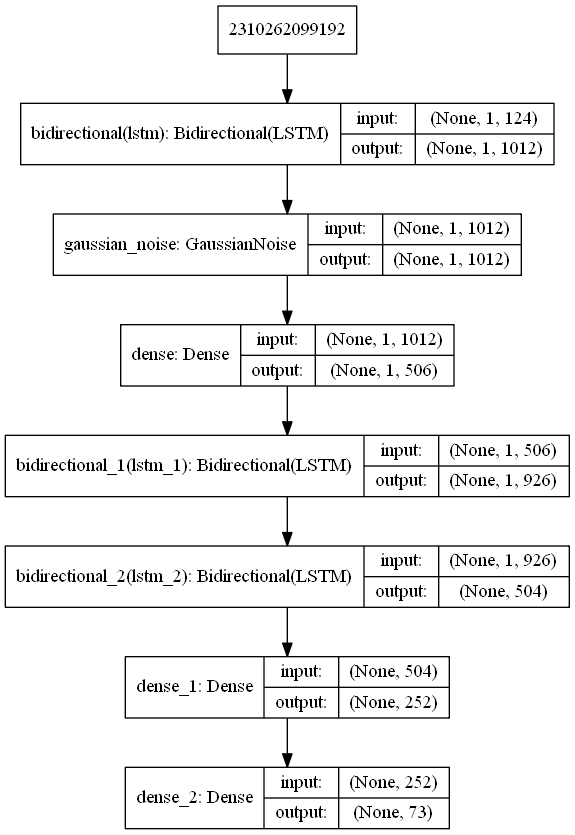 2310262099192
bidirectional(lstm): Bidirectional(LSTM)
input: (None, 1, 124)
output: (None, 1, 1012)
gaussian_noise: GaussianNoise
input: (None, 1, 1012)
output: (None, 1, 1012)
dense: Dense
input: (None, 1, 1012)
output: (None, 1, 506)
bidirectional_1(lstm_1): Bidirectional(LSTM)
input: (None, 1, 506)
output: (None, 1, 926)
bidirectional_2(lstm_2): Bidirectional(LSTM)
input: (None, 1, 926)
output: (None, 504)
dense_1: Dense
input: (None, 504)
output: (None, 252)
dense_2: Dense
input: (None, 252)
output: (None, 73)